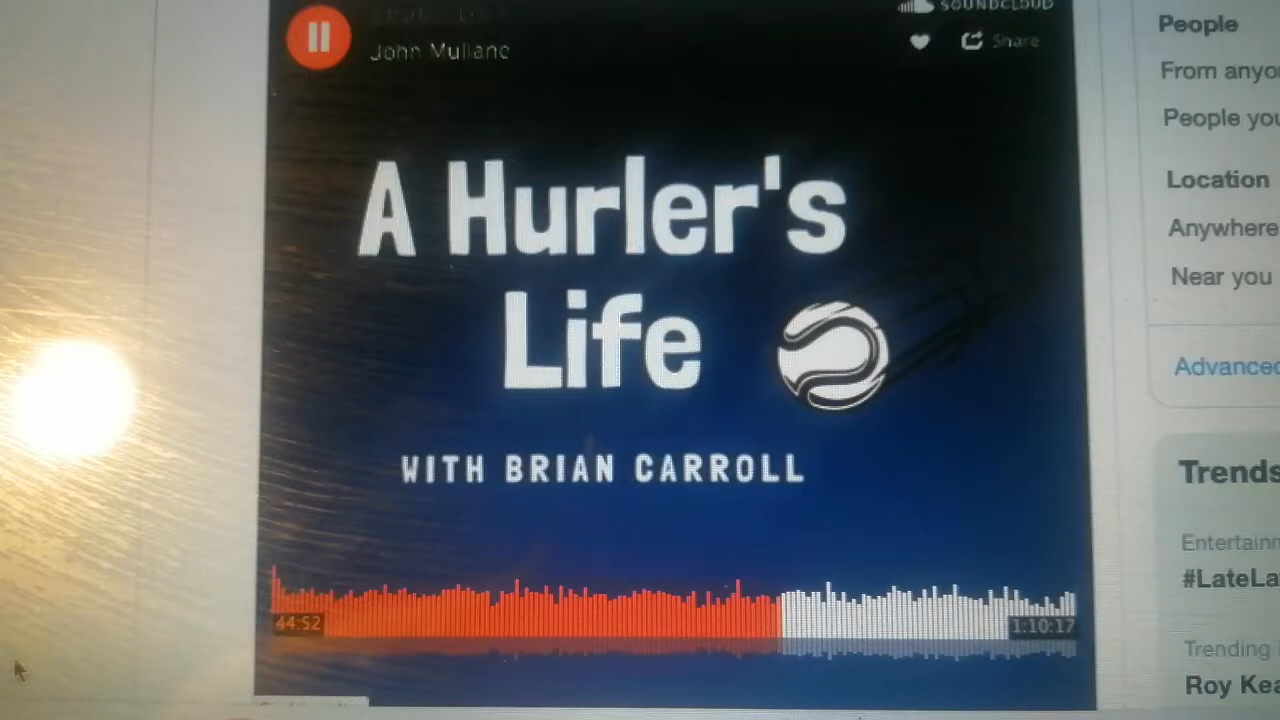 SOUNDCLOUD
John Mullane
Share
A Hurler's
Life
WITH BRIAN CARROLL
44:52
1:10:17
People
From anyo
People you
Location
Anywhere
Near you
Advanced
Trends
Entertainm
#LateLa
Trending
Roy Kea